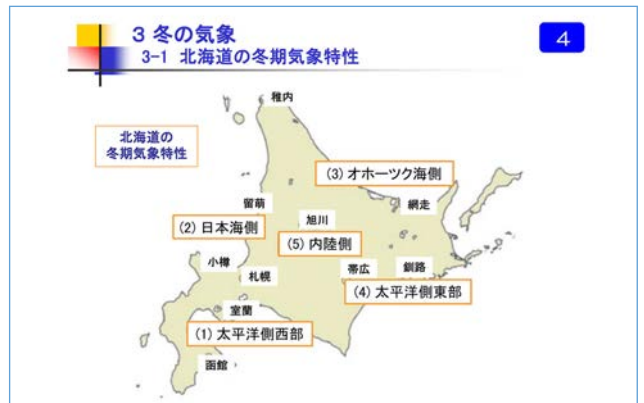 3 冬の気象
3-1 北海道の冬期気象特性
4
稚内
北海道の
冬期気象特性
(3) オホーツク海側
留萌
網走
旭川
(2) 日本海側
(5) 内陸側
小樽
札幌
帯広
釧路
(4) 太平洋側東部
室蘭
(1) 太平洋側西部
函館